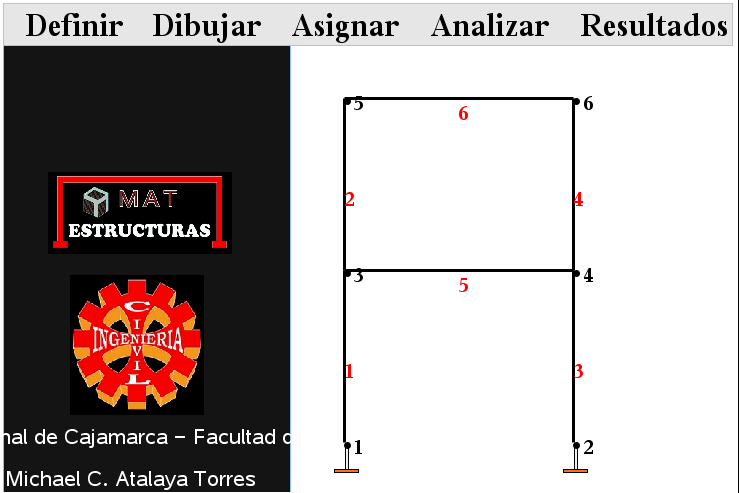 Definir Dibujar Asignar Analizar Resultados
MAT
ESTRUCTURAS
CIVIL
INGENIERIA
de Cajamarca – Facultad
Michael C. Atalaya Torres
5 6
6
2 4
3 4
5
1 3
1 2